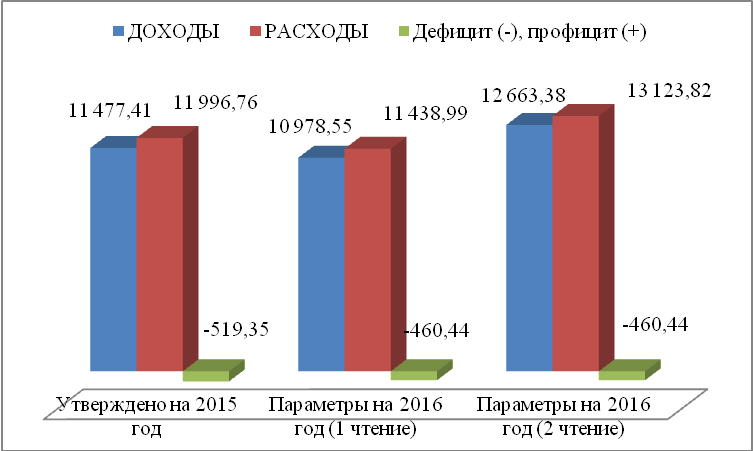 ДОХОДЫ РАСХОДЫ Дефицит (-), профицит (+)
11 477,41 11 996,76 10 978,55 11 438,99 12 663,38 13 123,82
-519,35 -460,44 -460,44
Утверждено на 2015 год
Параметры на 2016 год (1 чтение)
Параметры на 2016 год (2 чтение)